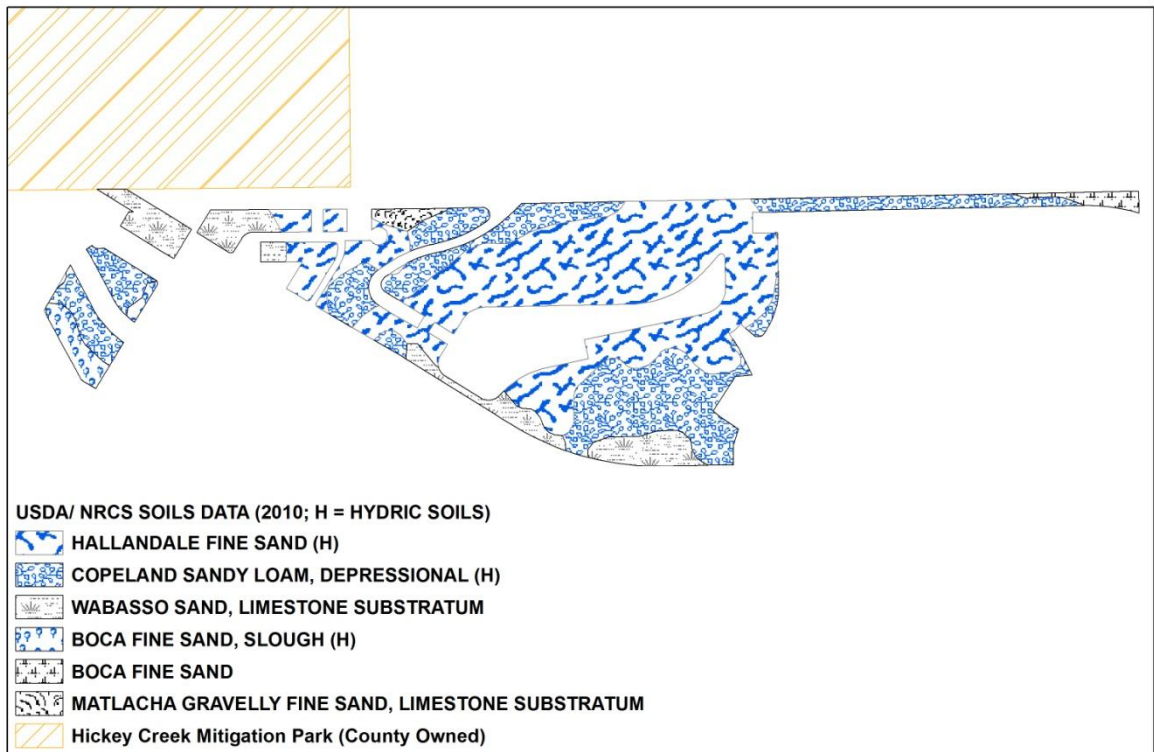 USDA/ NRCS SOILS DATA (2010; H = HYDRIC SOILS)
HALLANDALE FINE SAND (H)
COPELAND SANDY LOAM, DEPRESSIONAL (H)
WABASSO SAND, LIMESTONE SUBSTRATUM
BOCA FINE SAND, SLOUGH (H)
BOCA FINE SAND
MATLACHA GRAVELLY FINE SAND, LIMESTONE SUBSTRATUM
Hickey Creek Mitigation Park (County Owned)